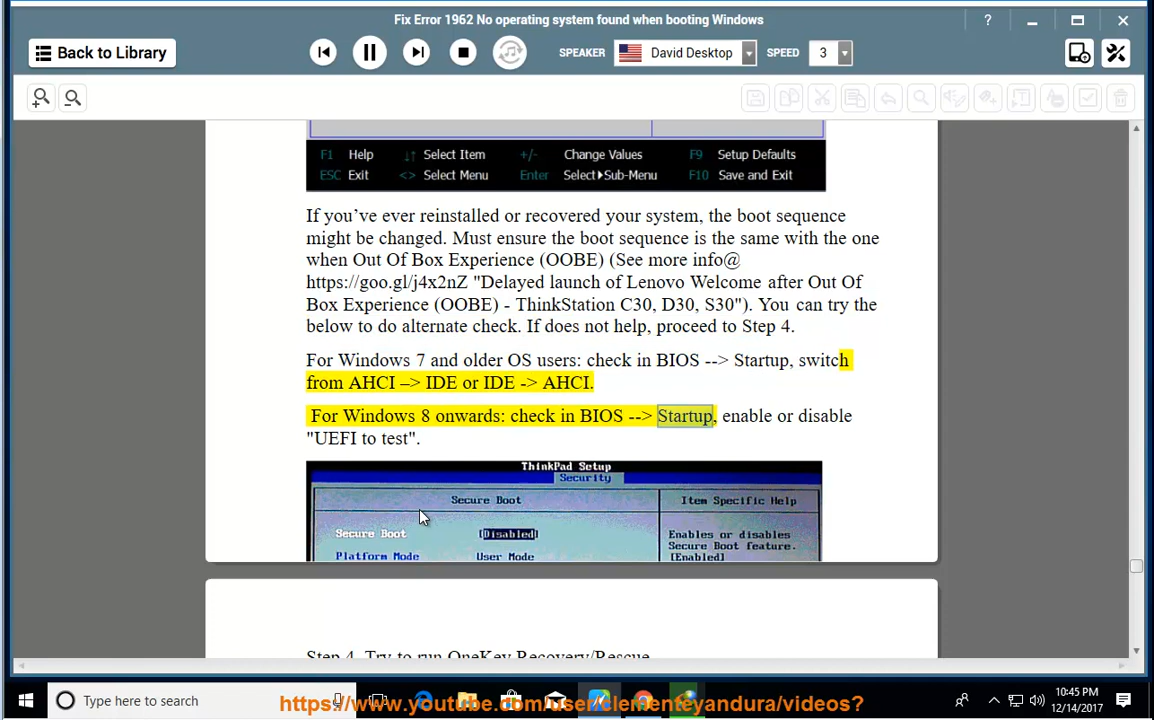 Fix Error 1962 No operating system found when booting Windows
?
Back to Library
SPEAKER David Desktop SPEED 3
F1 Help ↓↑ Select Item +/- Change Values F9 Setup Defaults
ESC Exit <> Select Menu Enter Select▶Sub-Menu F10 Save and Exit
If you’ve ever reinstalled or recovered your system, the boot sequence
might be changed. Must ensure the boot sequence is the same with the one
when Out Of Box Experience (OOBE) (See more info@
https://goo.gl/j4x2nZ "Delayed launch of Lenovo Welcome after Out Of
Box Experience (OOBE) - ThinkStation C30, D30, S30"). You can try the
below to do alternate check. If does not help, proceed to Step 4.
For Windows 7 and older OS users: check in BIOS --> Startup, switch
from AHCI –> IDE or IDE -> AHCI.
For Windows 8 onwards: check in BIOS --> Startup, enable or disable
"UEFI to test".
ThinkPad Setup
Security
Secure Boot Item Specific Help
Secure Boot [Disabled] Enables or disables
Secure Boot feature.
Platform Mode User Mode [Enabled]
Step 4. Try to run OneKey Recovery/Rescue
Type here to search
https://www.youtube.com/user/clementeyandura/videos?
10:45 PM
12/14/2017